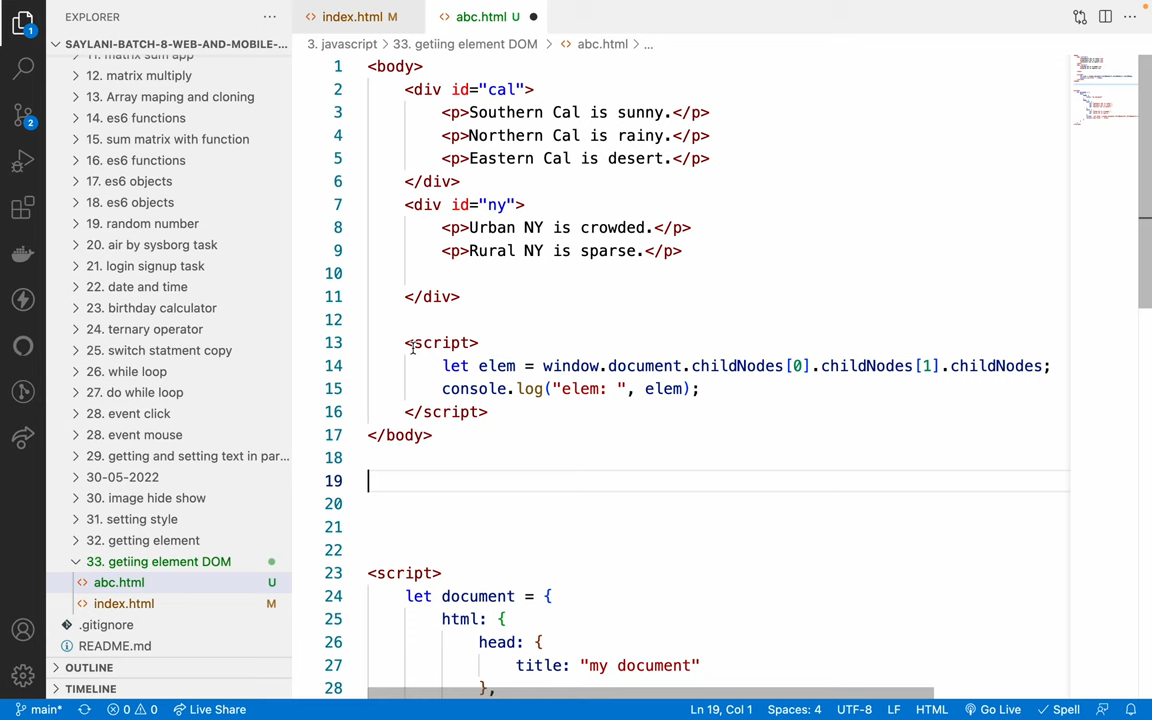 EXPLORER
index.html M
abc.html U
SAYLANI-BATCH-8-WEB-AND-MOBILE-...
3. javascript > 33. getiing element DOM > abc.html > ...
11. matrix sum app
12. matrix multiply
13. Array maping and cloning
14. es6 functions
15. sum matrix with function
16. es6 functions
17. es6 objects
18. es6 objects
19. random number
20. air by sysborg task
21. login signup task
22. date and time
23. birthday calculator
24. ternary operator
25. switch statment copy
26. while loop
27. do while loop
28. event click
28. event mouse
29. getting and setting text in par...
30-05-2022
30. image hide show
31. setting style
32. getting element
33. getiing element DOM
abc.html U
index.html M
.gitignore
README.md
OUTLINE
TIMELINE
1
2
1 <body>
2 <div id="cal">
3 <p>Southern Cal is sunny.</p>
4 <p>Northern Cal is rainy.</p>
5 <p>Eastern Cal is desert.</p>
6 </div>
7 <div id="ny">
8 <p>Urban NY is crowded.</p>
9 <p>Rural NY is sparse.</p>
10
11 </div>
12
13 <script>
14 let elem = window.document.childNodes[0].childNodes[1].childNodes;
15 console.log("elem: ", elem);
16 </script>
17 </body>
18
19
20
21
22
23 <script>
24 let document = {
25 html: {
26 head: {
27 title: "my document"
28 },
main* 0 0 Live Share Ln 19, Col 1 Spaces: 4 UTF-8 LF HTML Go Live Spell